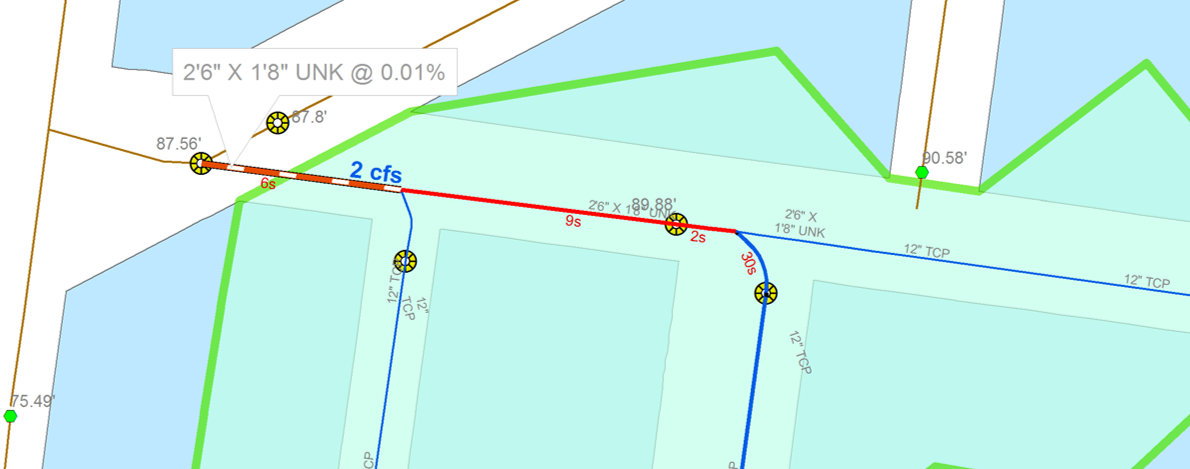 2'6" X 1'8" UNK @ 0.01%
87.8'
87.56'
90.58'
2 cfs
6s
89.88'
2'6" X 1'8" UNK
9s
2s
2'6" X
1'8" UNK
12" TCP
12" TCP
30s
12" TCP
12"
TCP
12" TCP
75.49'
CP